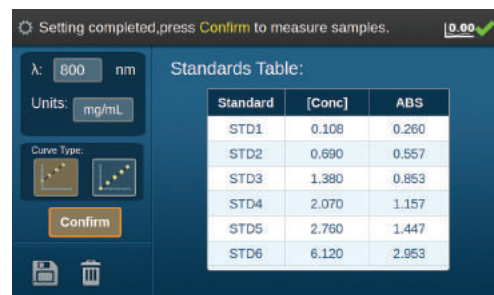 Setting completed,press Confirm to measure samples. 0.00
λ: 800 nm
Units: mg/mL
Curve Type:
Confirm
Standards Table:
Standard [Conc] ABS
STD1 0.108 0.260
STD2 0.690 0.557
STD3 1.380 0.853
STD4 2.070 1.157
STD5 2.760 1.447
STD6 6.120 2.953